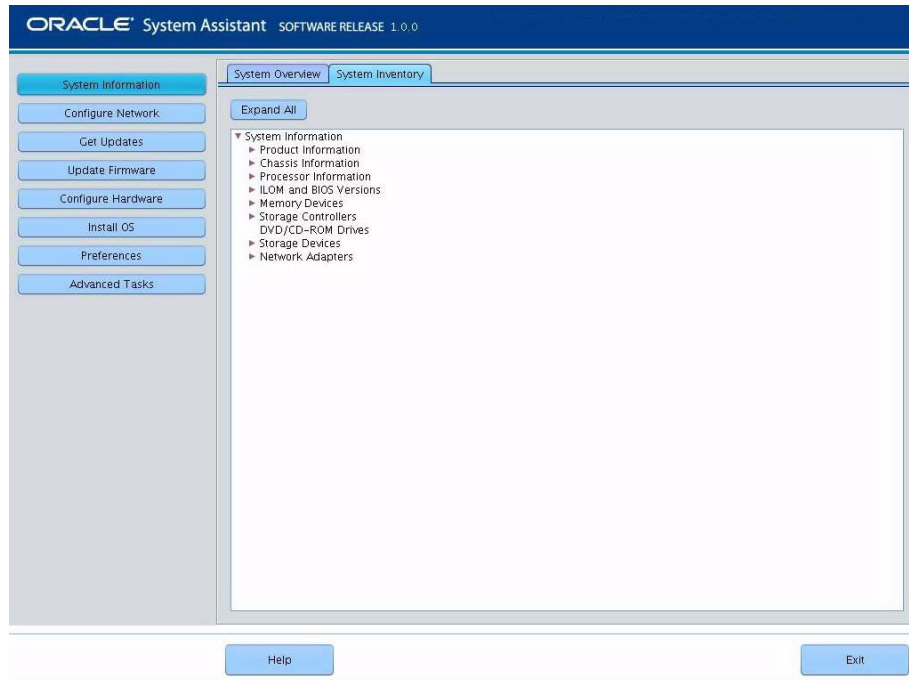 ORACLE System Assistant SOFTWARE RELEASE 1.0.0
System Information
Configure Network
Get Updates
Update Firmware
Configure Hardware
Install OS
Preferences
Advanced Tasks
System Overview
System Inventory
Expand All
System Information
Product Information
Chassis Information
Processor Information
ILOM and BIOS Versions
Memory Devices
Storage Controllers
DVD/CD-ROM Drives
Storage Devices
Network Adapters
Help
Exit